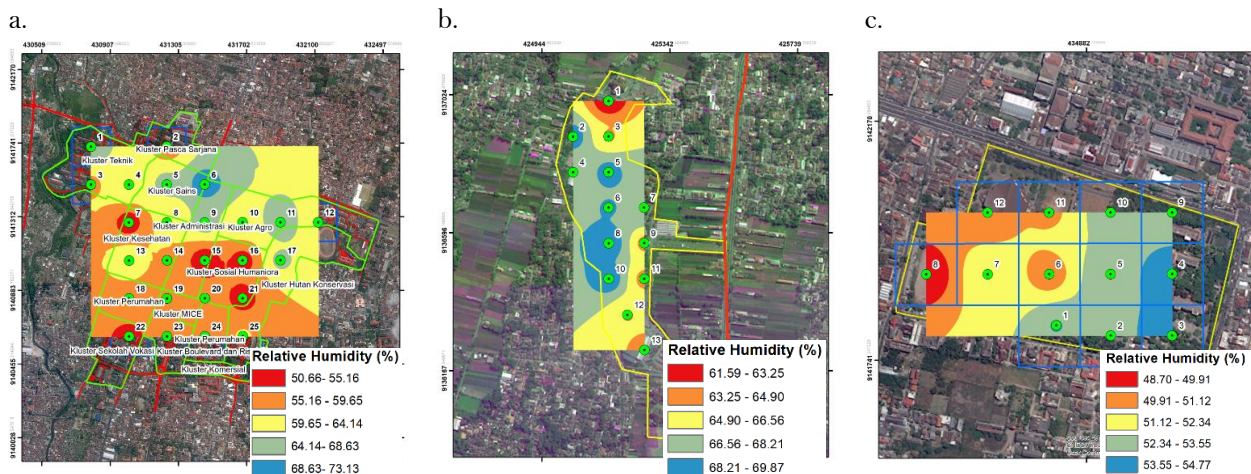 a.
b.
c.
430509 430907 431305 431702 432100 432497
9142170
9141741
9141312
9140883
9140455
9140028
1
2
Kluster Pasca Sarjana
Kluster Teknik
3
4
5
6
Kluster Sains
7
8
9
10
11
12
Kluster Administrasi
Kluster Agro
Kluster Kesehatan
13
14
15
16
17
Kluster Sosial Humaniora
Kluster Hutan Konservasi
18
19
20
21
Kluster Perumahan
Kluster MICE
22
23
24
25
Kluster Perumahan
Kluster Sekolah Vokasi
Kluster Boulevard dan
Kluster Komersial
Relative Humidity (%)
50.66- 55.16
55.16 - 59.65
59.65 - 64.14
64.14 - 68.63
68.63 - 73.13
424944 425342 425739
9137024
9136596
9136167
1
2
3
4
5
6
7
8
9
10
11
12
13
Relative Humidity (%)
61.59 - 63.25
63.25 - 64.90
64.90 - 66.56
66.56 - 68.21
68.21 - 69.87
434882
9142170
9141741
12
11
10
9
8
7
6
5
4
1
2
3
Relative Humidity (%)
48.70 - 49.91
49.91 - 51.12
51.12 - 52.34
52.34 - 53.55
53.55 - 54.77